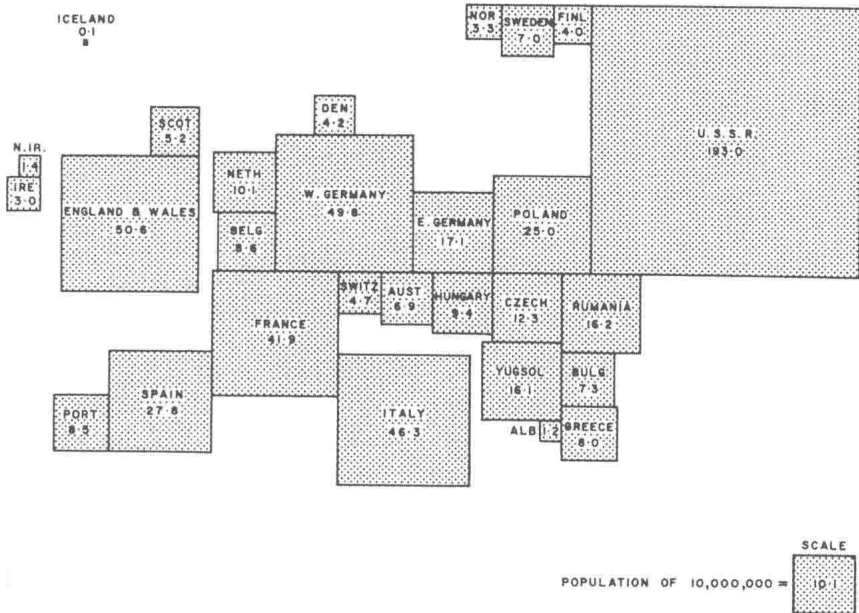 ICELAND
0·1
NOR
3·3
SWEDEN
7·0
FINL
4·0
U. S. S. R.
193·0
DEN
4·2
SCOT
5·2
N.IR.
1·4
IRE
3·0
ENGLAND & WALES
50·6
NETH
10·1
BELG
8·6
W. GERMANY
49·6
E. GERMANY
17·1
POLAND
25·0
SWITZ
4·7
AUST
6·9
HUNGARY
9·4
CZECH
12·3
RUMANIA
16·2
FRANCE
41·9
SPAIN
27·8
PORT
8·5
ITALY
46·3
YUGSOL
16·1
BULG
7·3
ALB 1·2
GREECE
8·0
SCALE
POPULATION OF 10,000,000 = 10·1